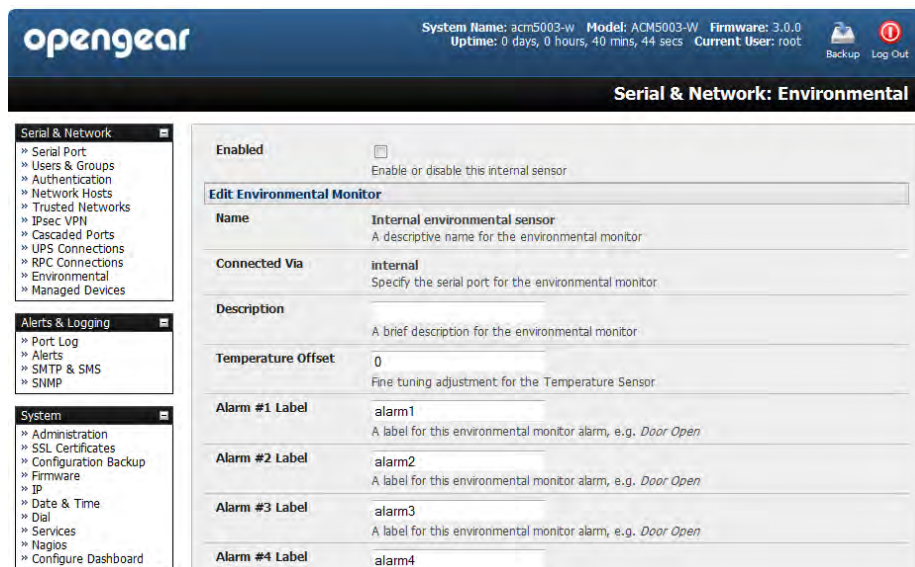 opengear
System Name: acm5003-w Model: ACM5003-W Firmware: 3.0.0
Uptime: 0 days, 0 hours, 40 mins, 44 secs Current User: root
Backup Log Out
Serial & Network: Environmental
Serial & Network
» Serial Port
» Users & Groups
» Authentication
» Network Hosts
» Trusted Networks
» IPsec VPN
» Cascaded Ports
» UPS Connections
» RPC Connections
» Environmental
» Managed Devices
Alerts & Logging
» Port Log
» Alerts
» SMTP & SMS
» SNMP
System
» Administration
» SSL Certificates
» Configuration Backup
» Firmware
» IP
» Date & Time
» Dial
» Services
» Nagios
» Configure Dashboard
Enabled
Enable or disable this internal sensor
Edit Environmental Monitor
Name Internal environmental sensor
A descriptive name for the environmental monitor
Connected Via internal
Specify the serial port for the environmental monitor
Description
A brief description for the environmental monitor
Temperature Offset 0
Fine tuning adjustment for the Temperature Sensor
Alarm #1 Label alarm1
A label for this environmental monitor alarm, e.g. Door Open
Alarm #2 Label alarm2
A label for this environmental monitor alarm, e.g. Door Open
Alarm #3 Label alarm3
A label for this environmental monitor alarm, e.g. Door Open
Alarm #4 Label alarm4